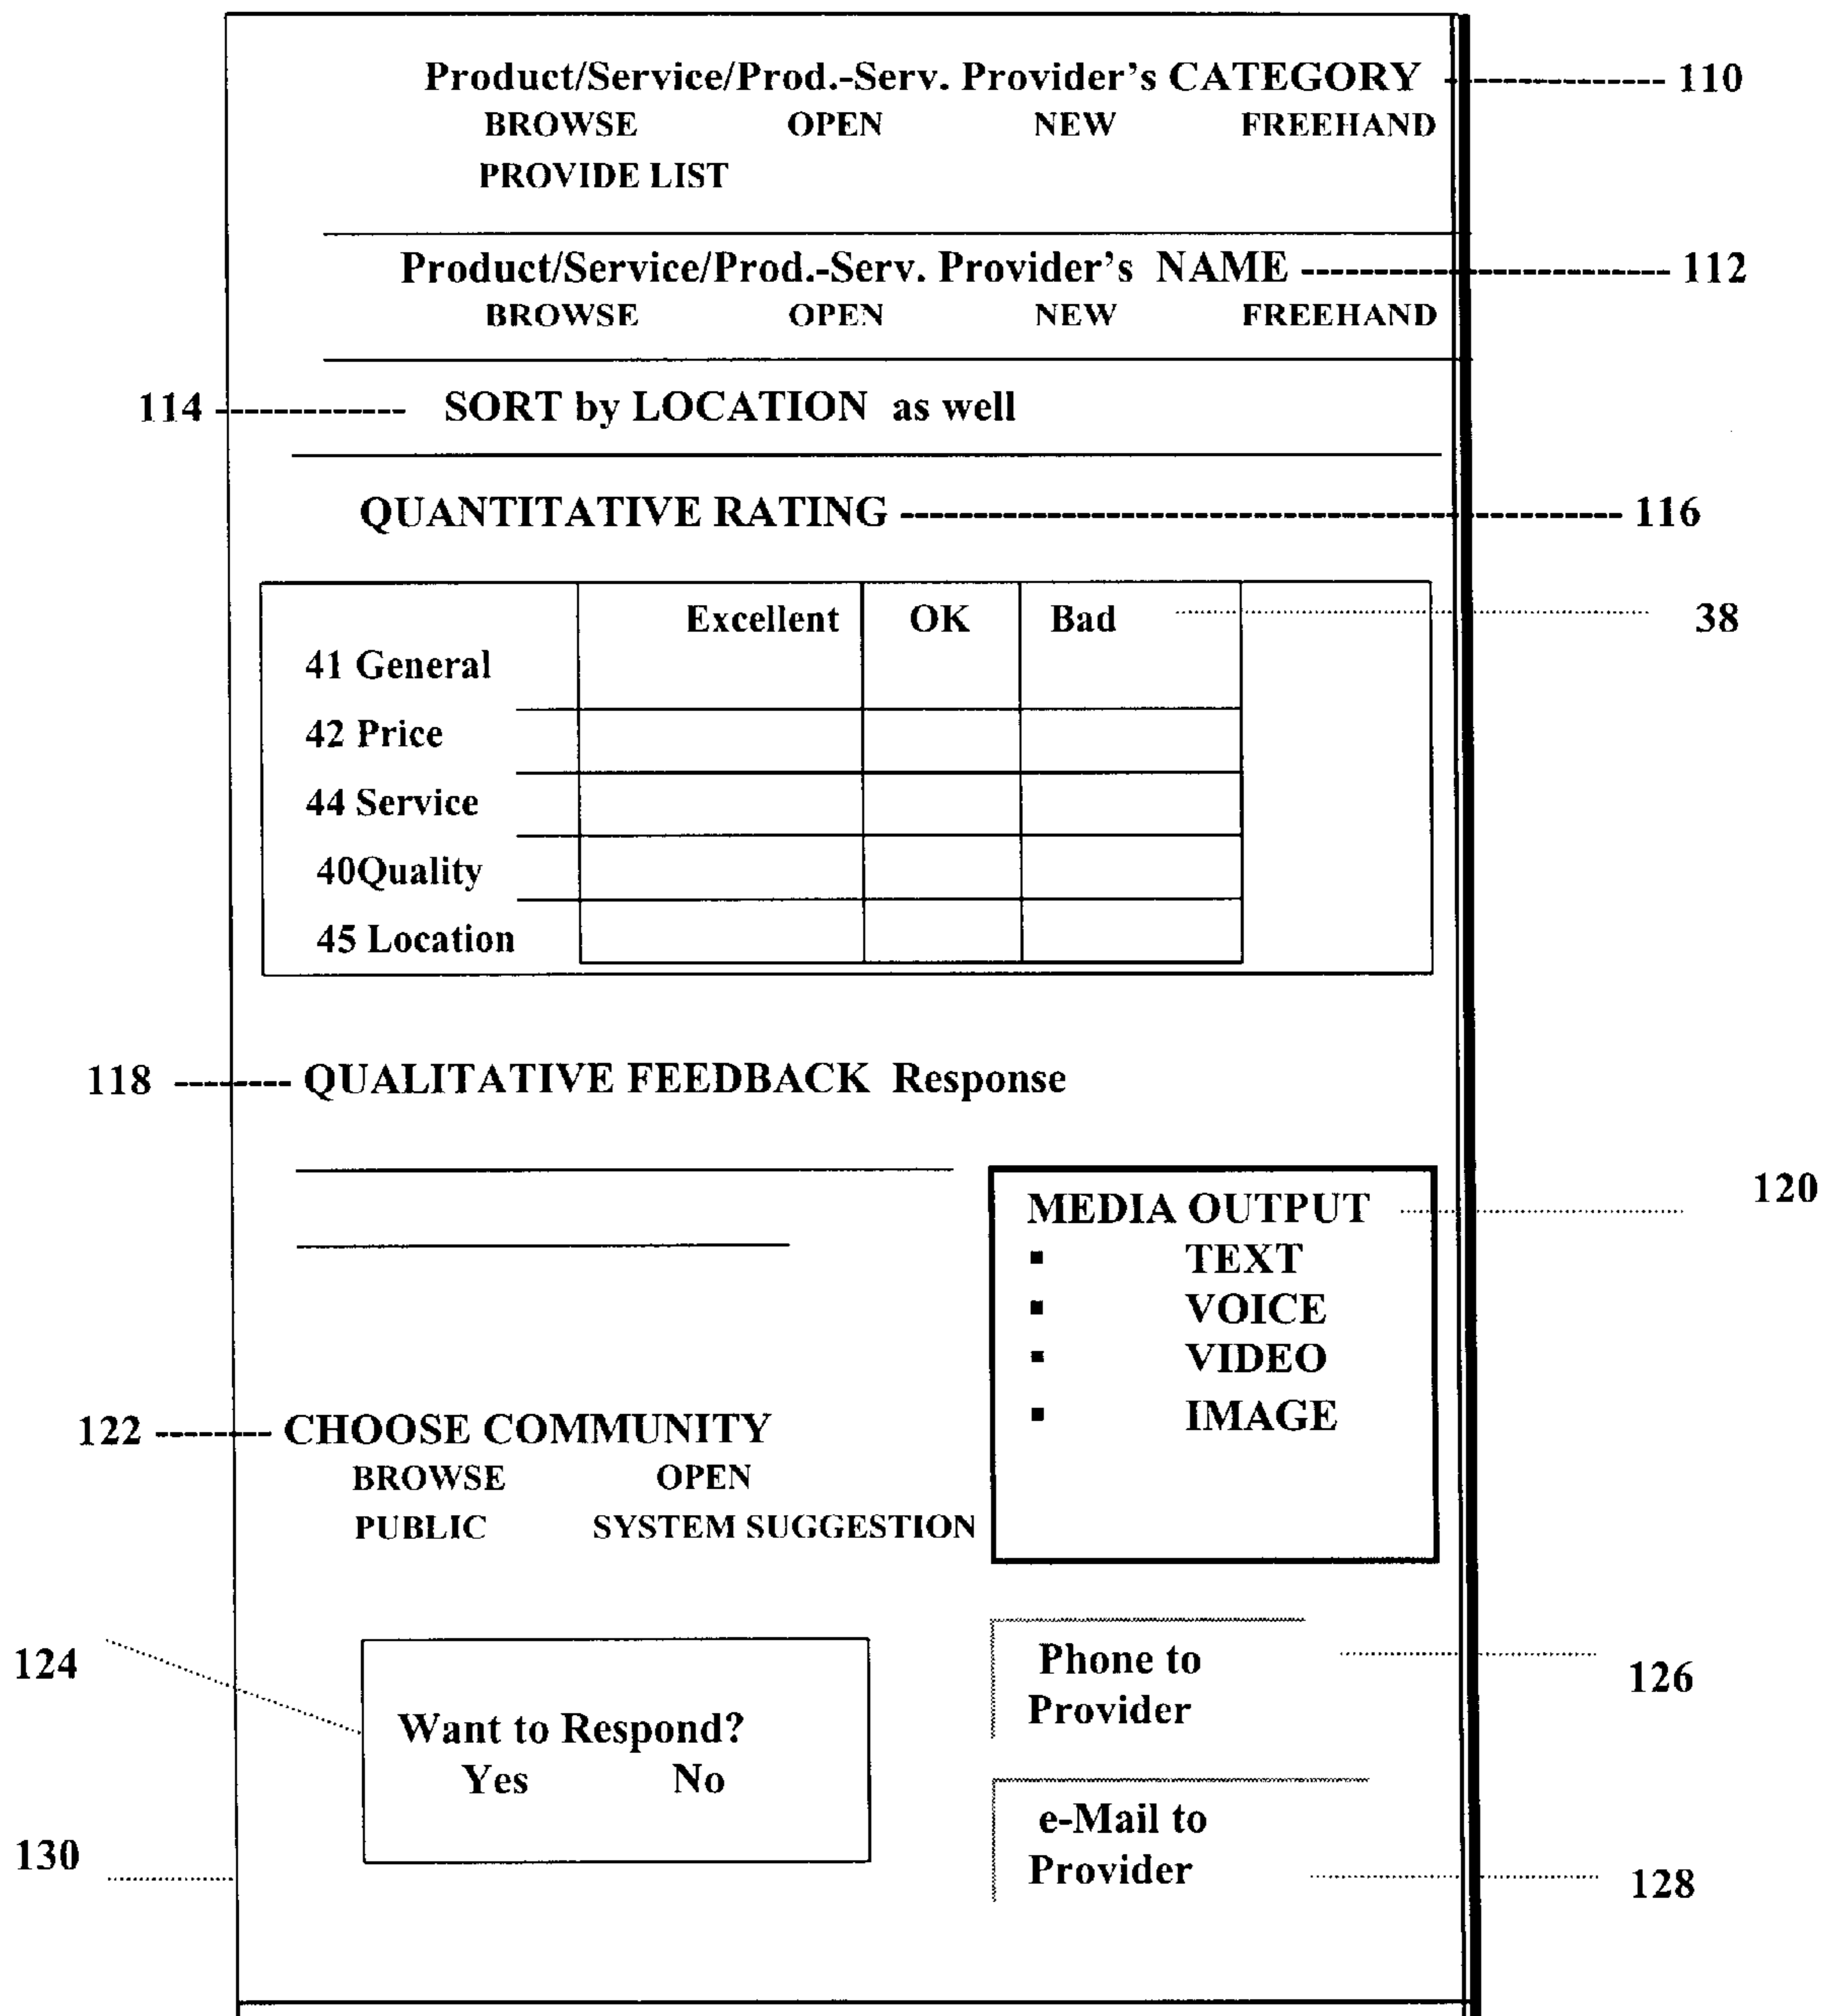 Product/Service/Prod.-Serv. Provider's CATEGORY 110
BROWSE OPEN NEW FREEHAND
PROVIDE LIST
Product/Service/Prod.-Serv. Provider's NAME 112
BROWSE OPEN NEW FREEHAND
114 SORT by LOCATION as well
QUANTITATIVE RATING 116
Excellent OK Bad 38
41 General
42 Price
44 Service
40Quality
45 Location
118 QUALITATIVE FEEDBACK Response
MEDIA OUTPUT 120
▪ TEXT
▪ VOICE
▪ VIDEO
▪ IMAGE
122 CHOOSE COMMUNITY
BROWSE OPEN
PUBLIC SYSTEM SUGGESTION
124
Want to Respond?
Yes No
Phone to
Provider
126
e-Mail to
Provider
128
130